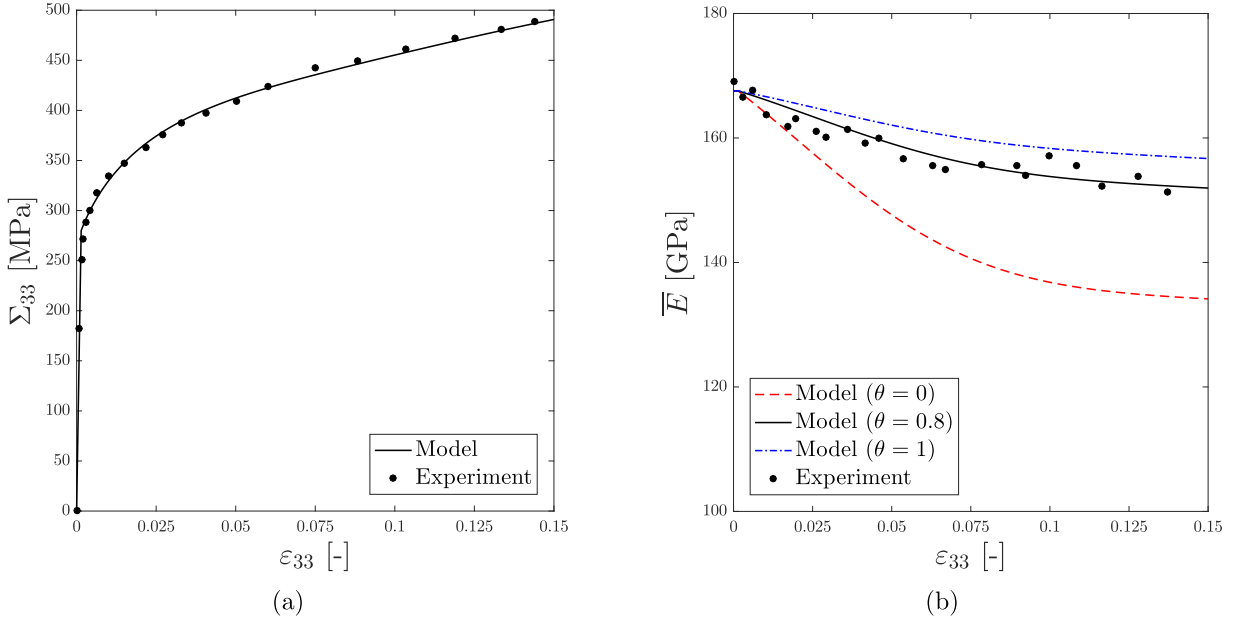 500
450
400
350
300
250
200
150
100
50
0
Σ₃₃ [MPa]
Model
Experiment
0 0.025 0.05 0.075 0.1 0.125 0.15
ε₃₃ [-]
(a)
180
160
140
120
100
E̅ [GPa]
Model (θ = 0)
Model (θ = 0.8)
Model (θ = 1)
Experiment
0 0.025 0.05 0.075 0.1 0.125 0.15
ε₃₃ [-]
(b)